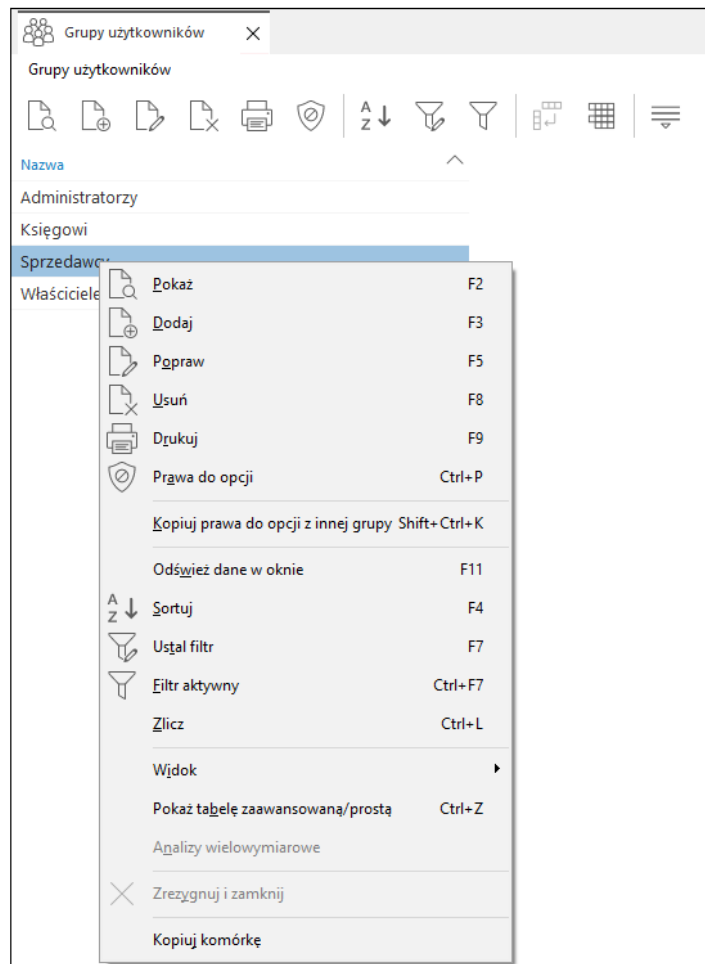 Grupy użytkowników
Grupy użytkowników
Nazwa
Administratorzy
Księgowi
Sprzedawcy
Właściciele
Pokaż F2
Dodaj F3
Popraw F5
Usuń F8
Drukuj F9
Prawa do opcji Ctrl+P
Kopiuj prawa do opcji z innej grupy Shift+Ctrl+K
Odśwież dane w oknie F11
Sortuj F4
Ustal filtr F7
Filtr aktywny Ctrl+F7
Zlicz Ctrl+L
Widok
Pokaż tabelę zaawansowaną/prostą Ctrl+Z
Analizy wielowymiarowe
Zrezygnuj i zamknij
Kopiuj komórkę